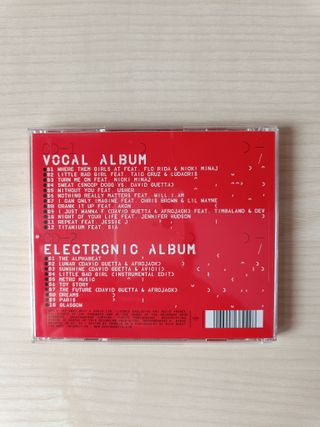 CD-1
VOCAL ALBUM
01 WHERE THEM GIRLS AT FEAT. FLO RIDA & NICKI MINAJ
02 LITTLE BAD GIRL FEAT. TAIO CRUZ & LUDACRIS
03 TURN ME ON FEAT. NICKI MINAJ
04 SWEAT (SNOOP DOGG VS. DAVID GUETTA)
05 WITHOUT YOU FEAT. USHER
06 NOTHING REALLY MATTERS FEAT. WILL.I.AM
07 I CAN ONLY IMAGINE FEAT. CHRIS BROWN & LIL WAYNE
08 CRANK IT UP FEAT. AKON
09 I JUST WANNA F. (DAVID GUETTA & AFROJACK) FEAT. TIMBALAND & DEV
10 NIGHT OF YOUR LIFE FEAT. JENNIFER HUDSON
11 REPEAT FEAT. JESSIE J
12 TITANIUM FEAT. SIA
ELECTRONIC ALBUM
01 THE ALPHABEAT
02 LUNAR (DAVID GUETTA & AFROJACK)
03 SUNSHINE (DAVID GUETTA & AVICII)
04 LITTLE BAD GIRL (INSTRUMENTAL EDIT)
05 METRO MUSIC
06 TOY STORY
07 THE FUTURE (DAVID GUETTA & AFROJACK)
08 DREAMS
09 PARIS
10 GLASGOW